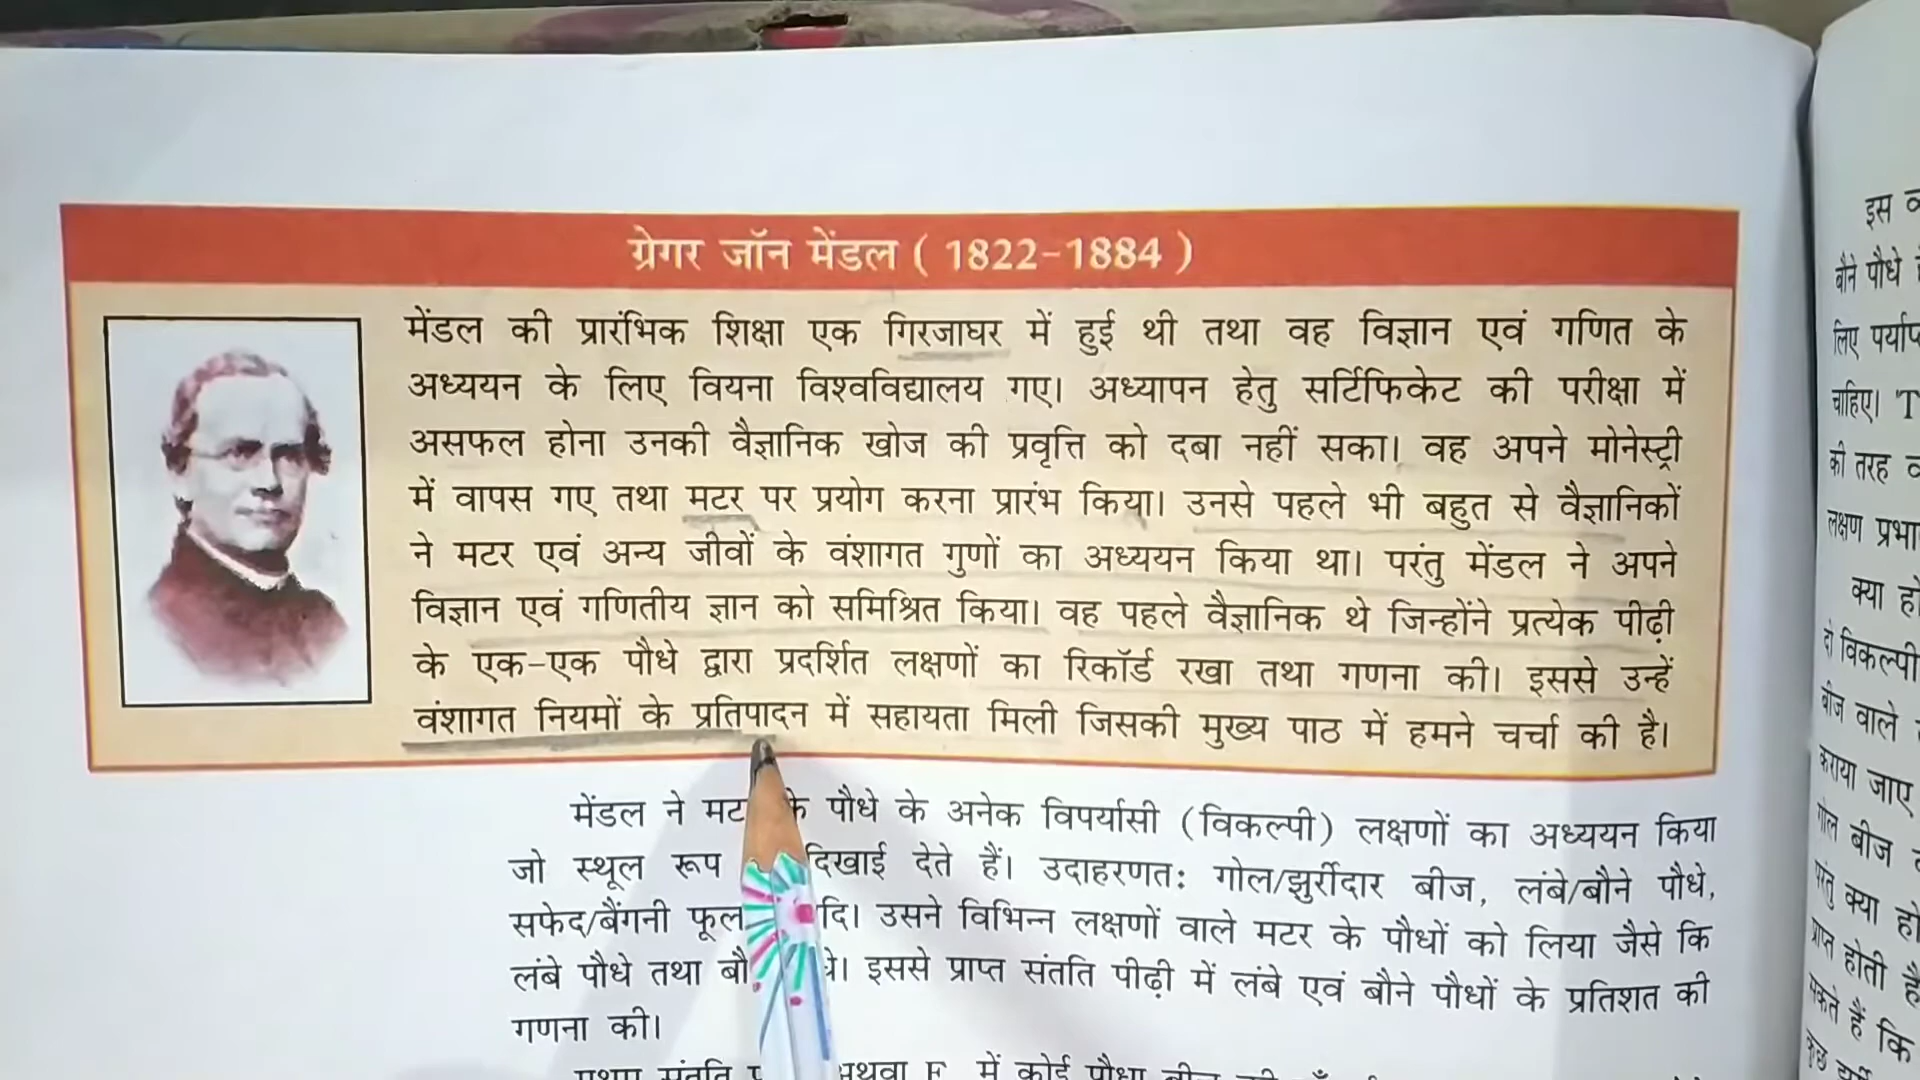 ग्रेगर जॉन मेंडल ( 1822-1884 )
मेंडल की प्रारंभिक शिक्षा एक गिरजाघर में हुई थी तथा वह विज्ञान एवं गणित के
अध्ययन के लिए वियना विश्वविद्यालय गए। अध्यापन हेतु सर्टिफिकेट की परीक्षा में
असफल होना उनकी वैज्ञानिक खोज की प्रवृत्ति को दबा नहीं सका। वह अपने मोनेस्ट्री
में वापस गए तथा मटर पर प्रयोग करना प्रारंभ किया। उनसे पहले भी बहुत से वैज्ञानिकों
ने मटर एवं अन्य जीवों के वंशागत गुणों का अध्ययन किया था। परंतु मेंडल ने अपने
विज्ञान एवं गणितीय ज्ञान को समिश्रित किया। वह पहले वैज्ञानिक थे जिन्होंने प्रत्येक पीढ़ी
के एक-एक पौधे द्वारा प्रदर्शित लक्षणों का रिकॉर्ड रखा तथा गणना की। इससे उन्हें
वंशागत नियमों के प्रतिपादन में सहायता मिली जिसकी मुख्य पाठ में हमने चर्चा की है।
मेंडल ने के पौधे के अनेक विपर्यासी (विकल्पी) लक्षणों का अध्ययन किया
जो स्थूल रूप दिखाई देते हैं। उदाहरणतः गोल/झुर्रीदार बीज, लंबे/बौने पौधे,
सफेद/बैंगनी फूल उसने विभिन्न लक्षणों वाले मटर के पौधों को लिया जैसे कि
लंबे पौधे तथा इससे प्राप्त संतति पीढ़ी में लंबे एवं बौने पौधों के प्रतिशत की
गणना की।
में कोई पौधा
इस
बौने पौधे
लिए
चाहिए।
की तरह
लक्षण
क्या
दो विकल्पी
बीज वाले
कराया जाए
गोल बीज
परंतु क्या
प्राप्त होती
सकते हैं कि